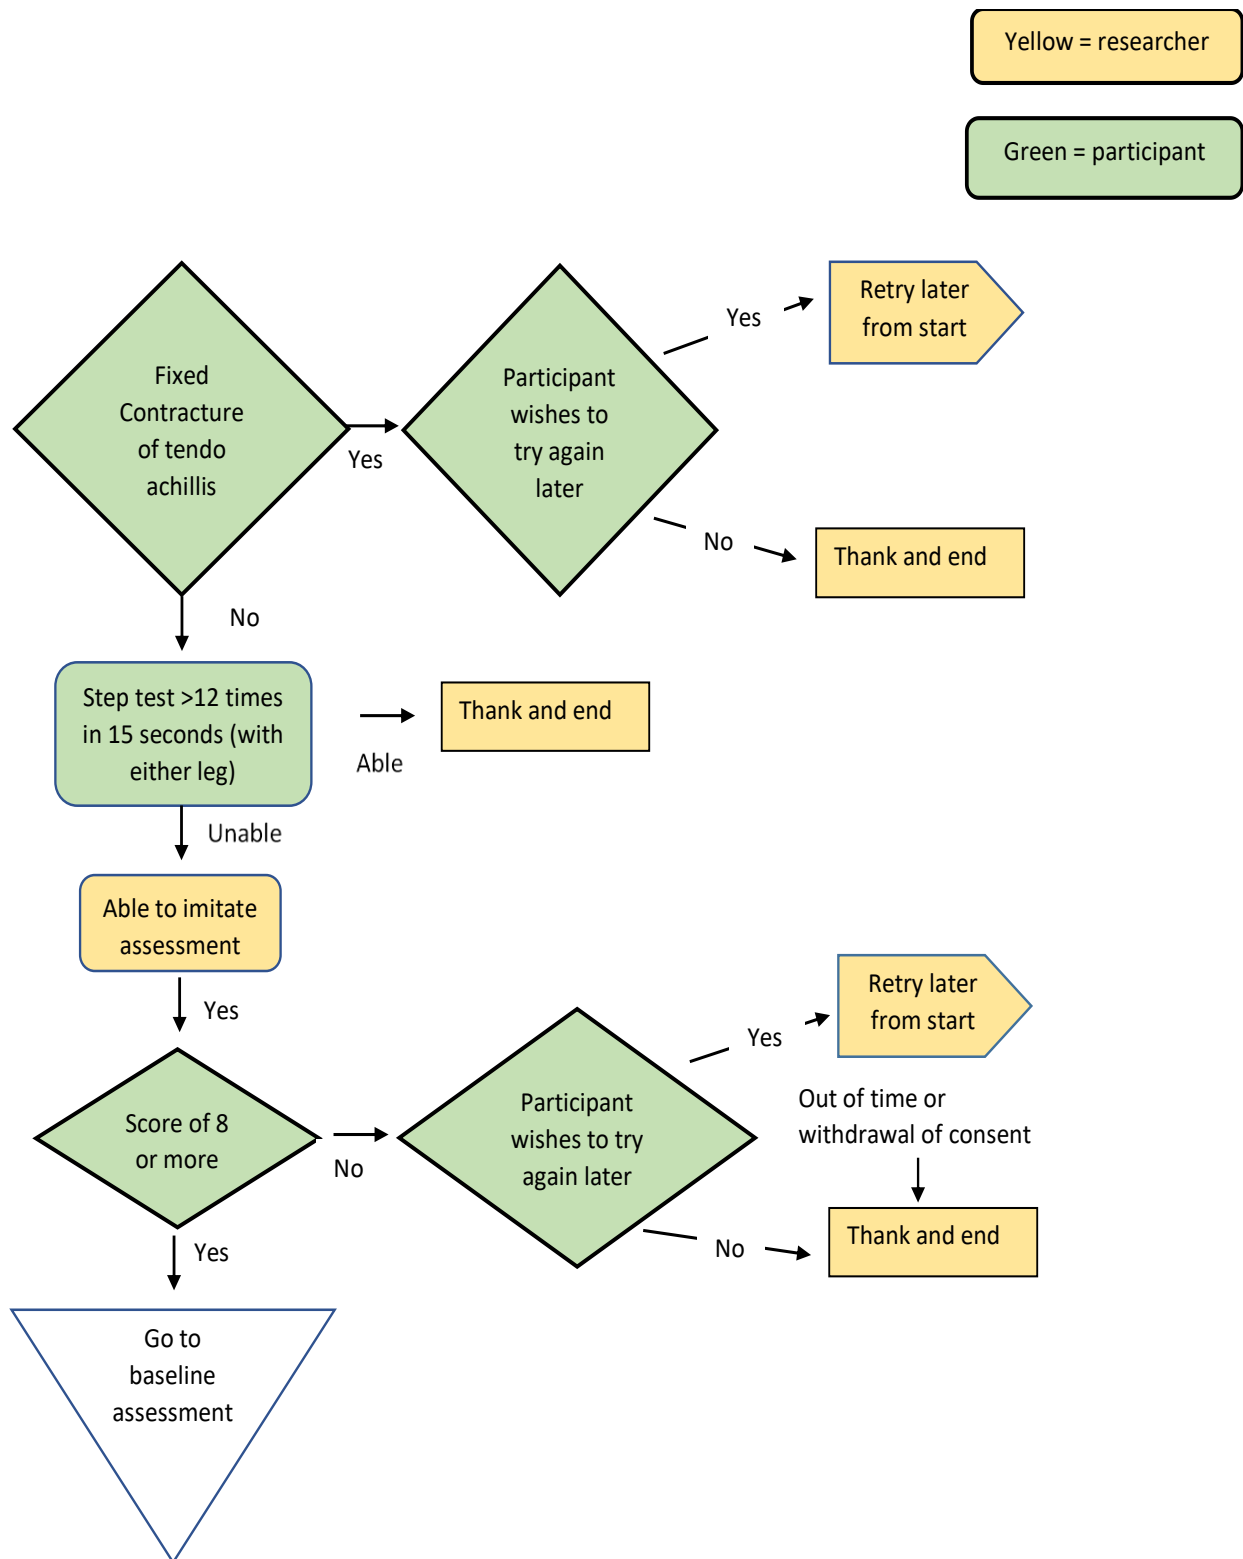 Yellow = researcher
Green = participant
Fixed
Contracture
of tendo
achillis
Yes
Participant
wishes to
try again
later
Yes
Retry later
from start
No
Thank and end
No
Step test >12 times
in 15 seconds (with
either leg)
Able
Thank and end
Unable
Able to imitate
assessment
Yes
Score of 8
or more
No
Participant
wishes to try
again later
Yes
Retry later
from start
Out of time or
withdrawal of consent
No
Thank and end
Yes
Go to
baseline
assessment